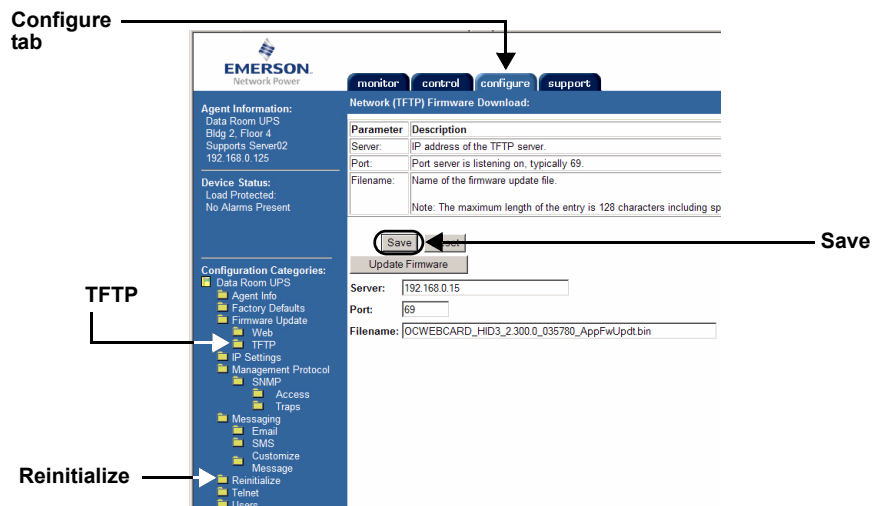 Configure
tab
EMERSON.
Network Power
monitor
control
configure
support
Agent Information:
Data Room UPS
Bldg 2, Floor 4
Supports Server02
192.168.0.125
Device Status:
Load Protected:
No Alarms Present
Configuration Categories:
Data Room UPS
Agent Info
Factory Defaults
Firmware Update
Web
TFTP
IP Settings
Management Protocol
SNMP
Access
Traps
Messaging
Email
SMS
Customize
Message
Reinitialize
Telnet
Users
Network (TFTP) Firmware Download:
Parameter Description
Server: IP address of the TFTP server.
Port: Port server is listening on, typically 69.
Filename: Name of the firmware update file.
Note: The maximum length of the entry is 128 characters including sp
Save
Update Firmware
Server: 192.168.0.15
Port: 69
Filename: OCWEBCARD_HID3_2.300.0_035780_AppFwUpdt.bin
Save
TFTP
Reinitialize